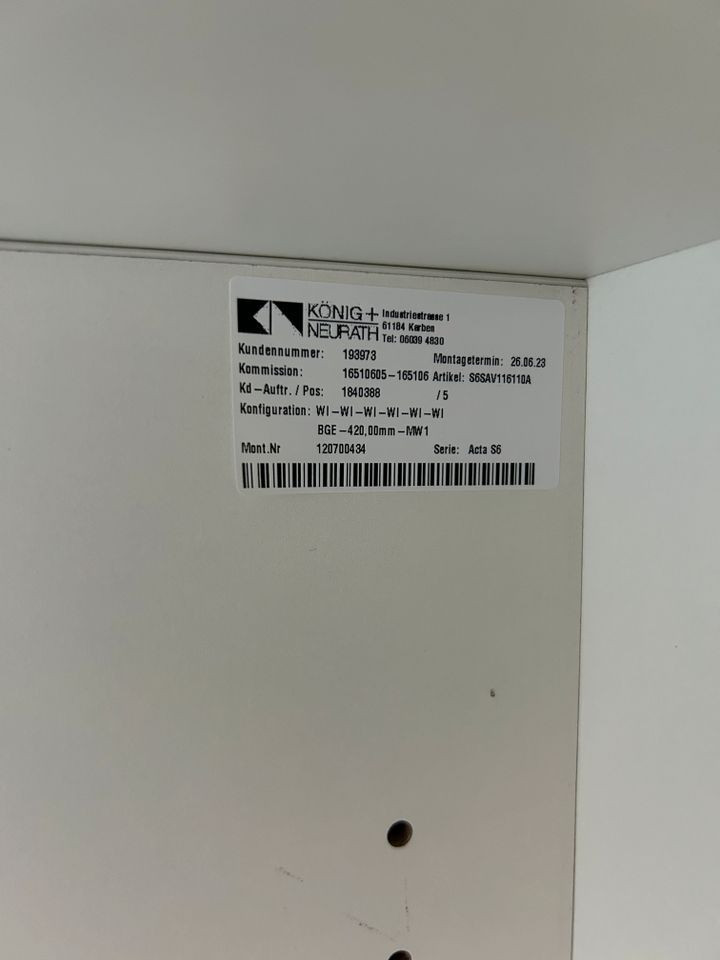 KÖNIG +
NEURATH
Industriestrasse 1
61184 Karben
Tel: 06039 4830
Kundennummer: 193973 Montagetermin: 26.06.23
Kommission: 16510605-165106 Artikel: S6SAV116110A
Kd-Auftr. / Pos: 1640388 / 5
Konfiguration: WI-WI-WI-WI-WI-WI
BGE-420,00mm-MW1
Mont.Nr 120700434 Serie: Acta S6